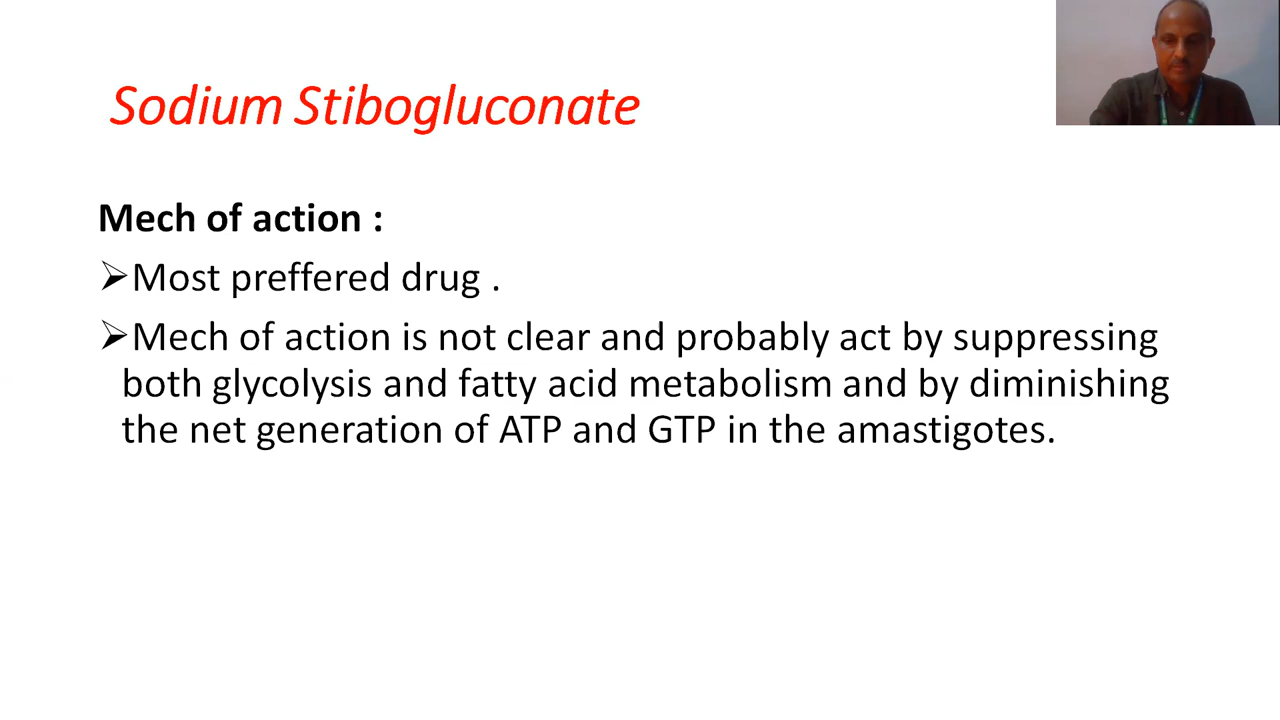 Sodium Stibogluconate
Mech of action :
➢Most preffered drug .
➢Mech of action is not clear and probably act by suppressing
both glycolysis and fatty acid metabolism and by diminishing
the net generation of ATP and GTP in the amastigotes.